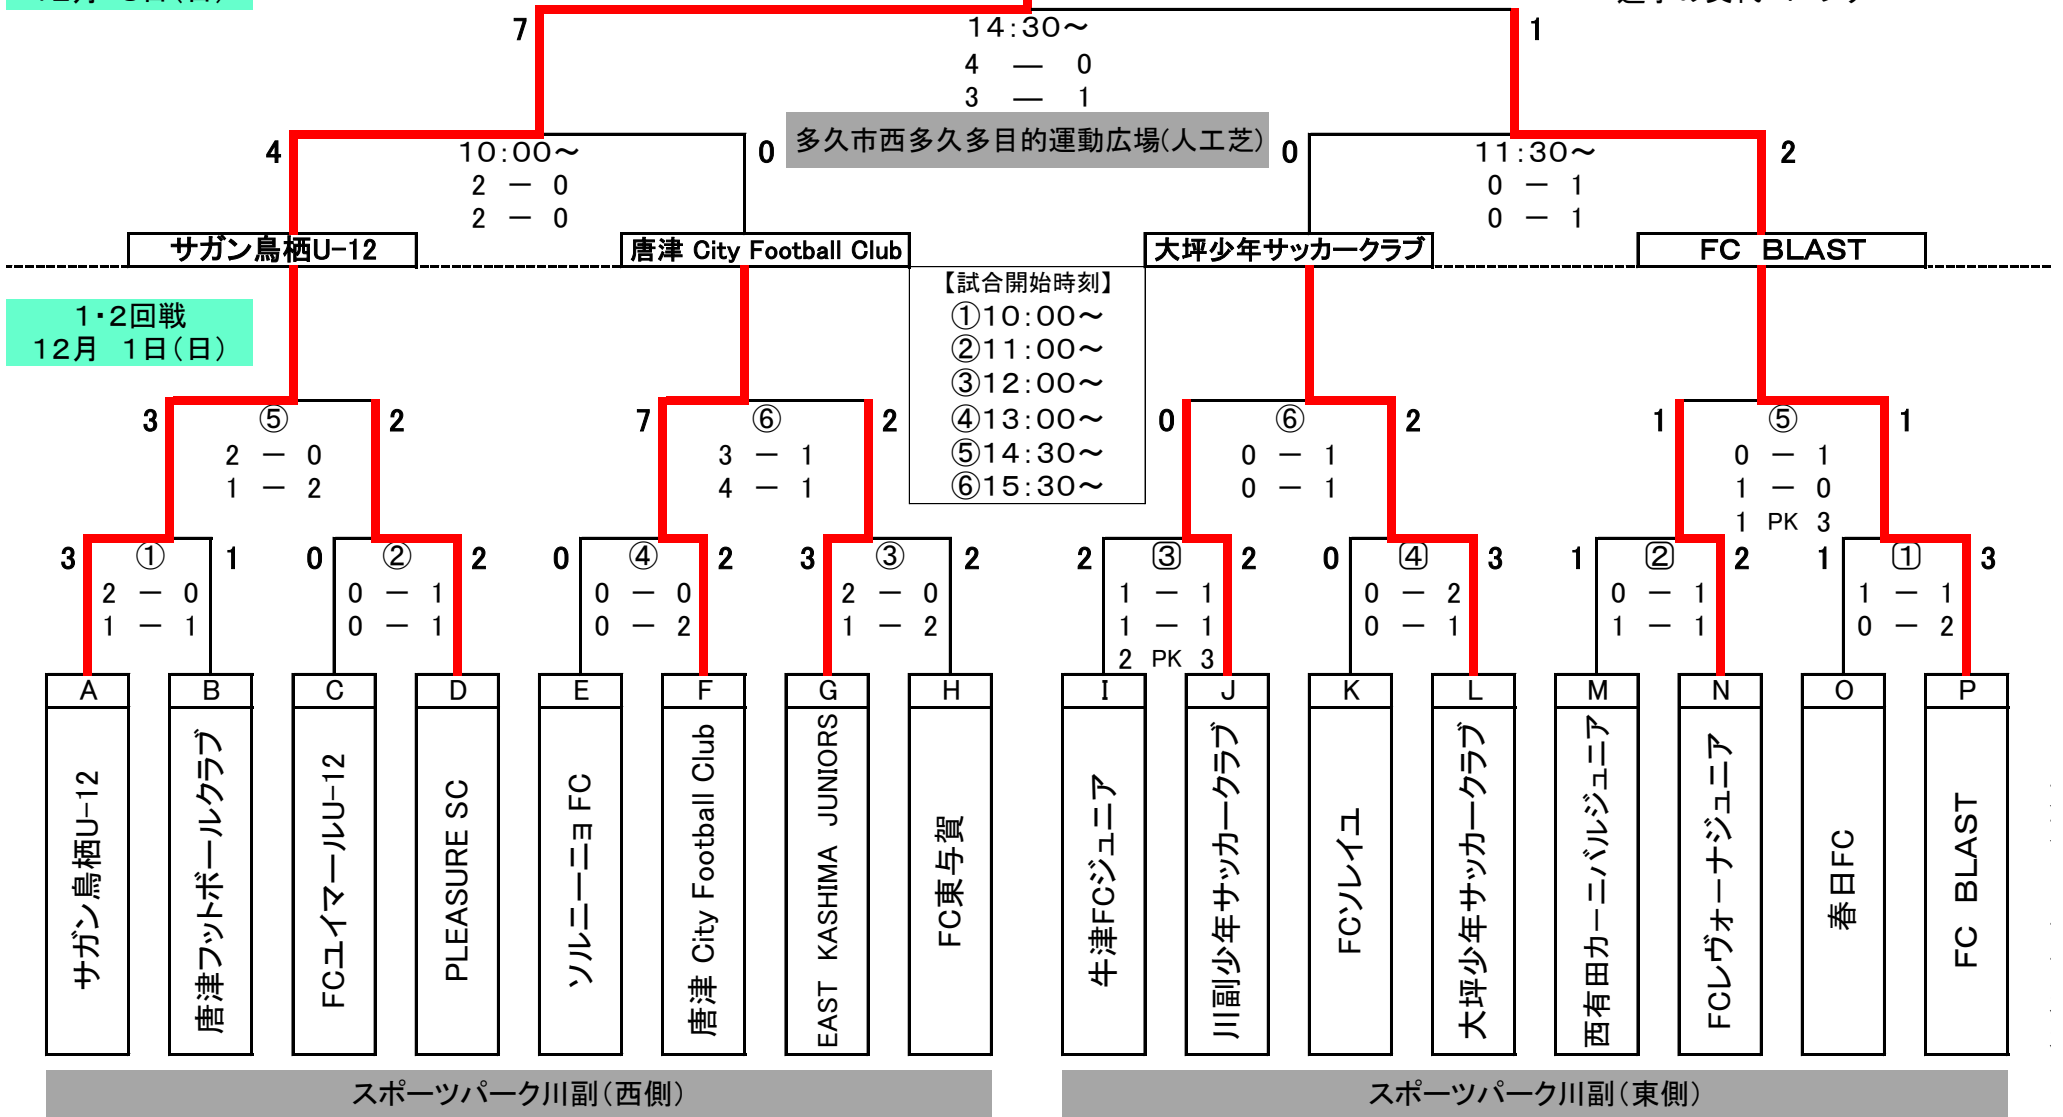 7
14:30～
1
4 ― 0
3 ― 1
多久市西多久多目的運動広場(人工芝)
4
10:00～
0
0
11:30～
2
2 － 0
0 － 1
2 － 0
0 － 1
サガン鳥栖U-12
唐津 City Football Club
大坪少年サッカークラブ
FC BLAST
【試合開始時刻】
①10:00～
②11:00～
③12:00～
④13:00～
⑤14:30～
⑥15:30～
1・2回戦
12月 1日(日)
3
⑤
2
2 － 0
1 － 2
7
⑥
2
3 － 1
4 － 1
0
⑥
2
0 － 1
0 － 1
1
⑤
1
0 － 1
1 － 0
1 PK 3
3
①
1
2 － 0
1 － 1
0
②
2
0 － 1
0 － 1
0
④
2
0 － 0
0 － 2
3
③
2
2 － 0
1 － 2
2
3
2
1 － 1
1 － 1
2 PK 3
0
4
3
0 － 2
0 － 1
1
2
2
0 － 1
1 － 1
1
1
3
1 － 1
0 － 2
A
B
C
D
E
F
G
H
I
J
K
L
M
N
O
P
サガン鳥栖U-12
唐津フットボールクラブ
FCユイマールU-12
PLEASURE SC
ソルニーニョ FC
唐津 City Football Club
EAST KASHIMA JUNIORS
FC東与賀
牛津FCジュニア
川副少年サッカークラブ
FCソレイユ
大坪少年サッカークラブ
西有田カーニバルジュニア
FCレヴォーナジュニア
春日FC
FC BLAST
スポーツパーク川副(西側)
スポーツパーク川副(東側)